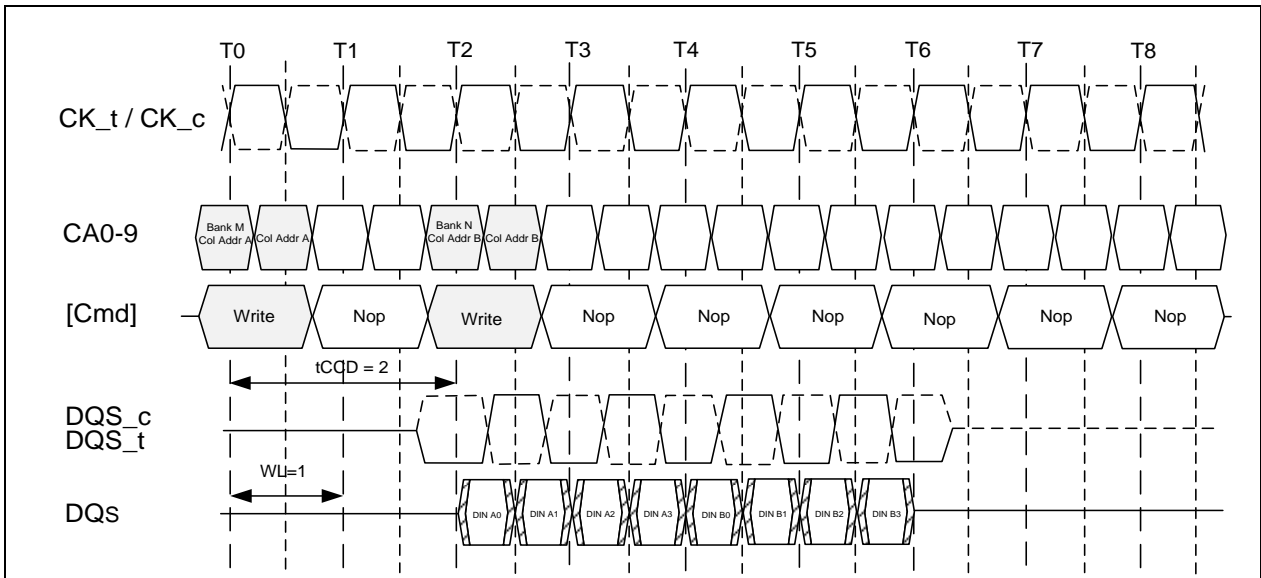 T0 T1 T2 T3 T4 T5 T6 T7 T8
CK_t / CK_c
CA0-9
Bank M
Col Addr A
Col Addr A
Bank N
Col Addr B
Col Addr B
[Cmd]
Write Nop Write Nop Nop Nop Nop Nop Nop
tCCD = 2
DQS_c
DQS_t
WL=1
DQs
DIN A0 DIN A1 DIN A2 DIN A3 DIN B0 DIN B1 DIN B2 DIN B3